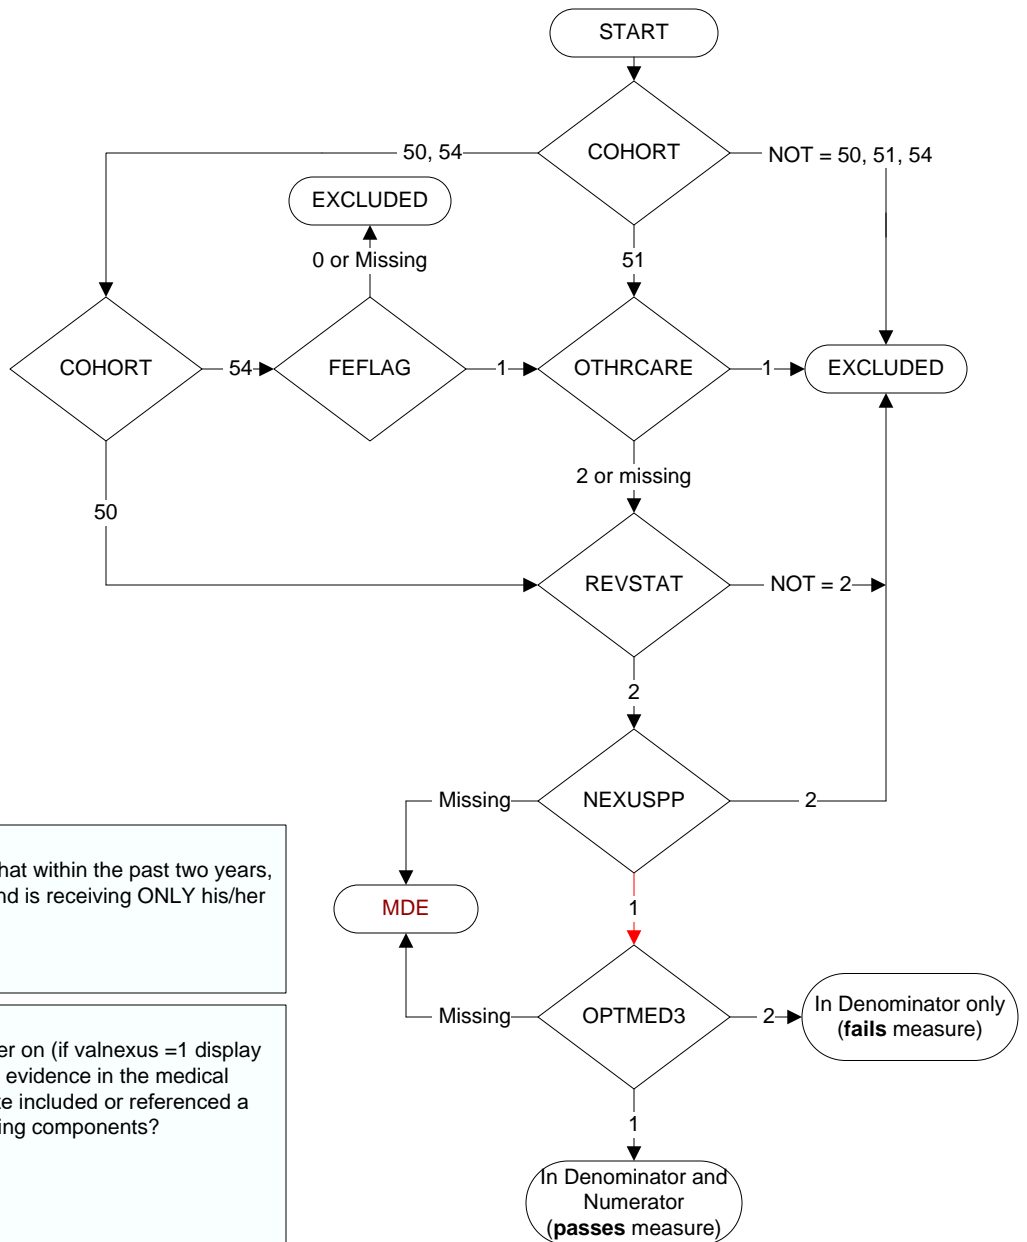 START
COHORT
50, 54
NOT = 50, 51, 54
EXCLUDED
0 or Missing
51
COHORT
54
FEFLAG
1
OTHRCARE
1
EXCLUDED
2 or missing
50
REVSTAT
NOT = 2
2
NEXUSPP
Missing
2
hat within the past two years,
nd is receiving ONLY his/her
MDE
1
OPTMED3
Missing
2
In Denominator only
(fails measure)
er on (if valnexus =1 display
evidence in the medical
te included or referenced a
ing components?
1
In Denominator and
Numerator
(passes measure)